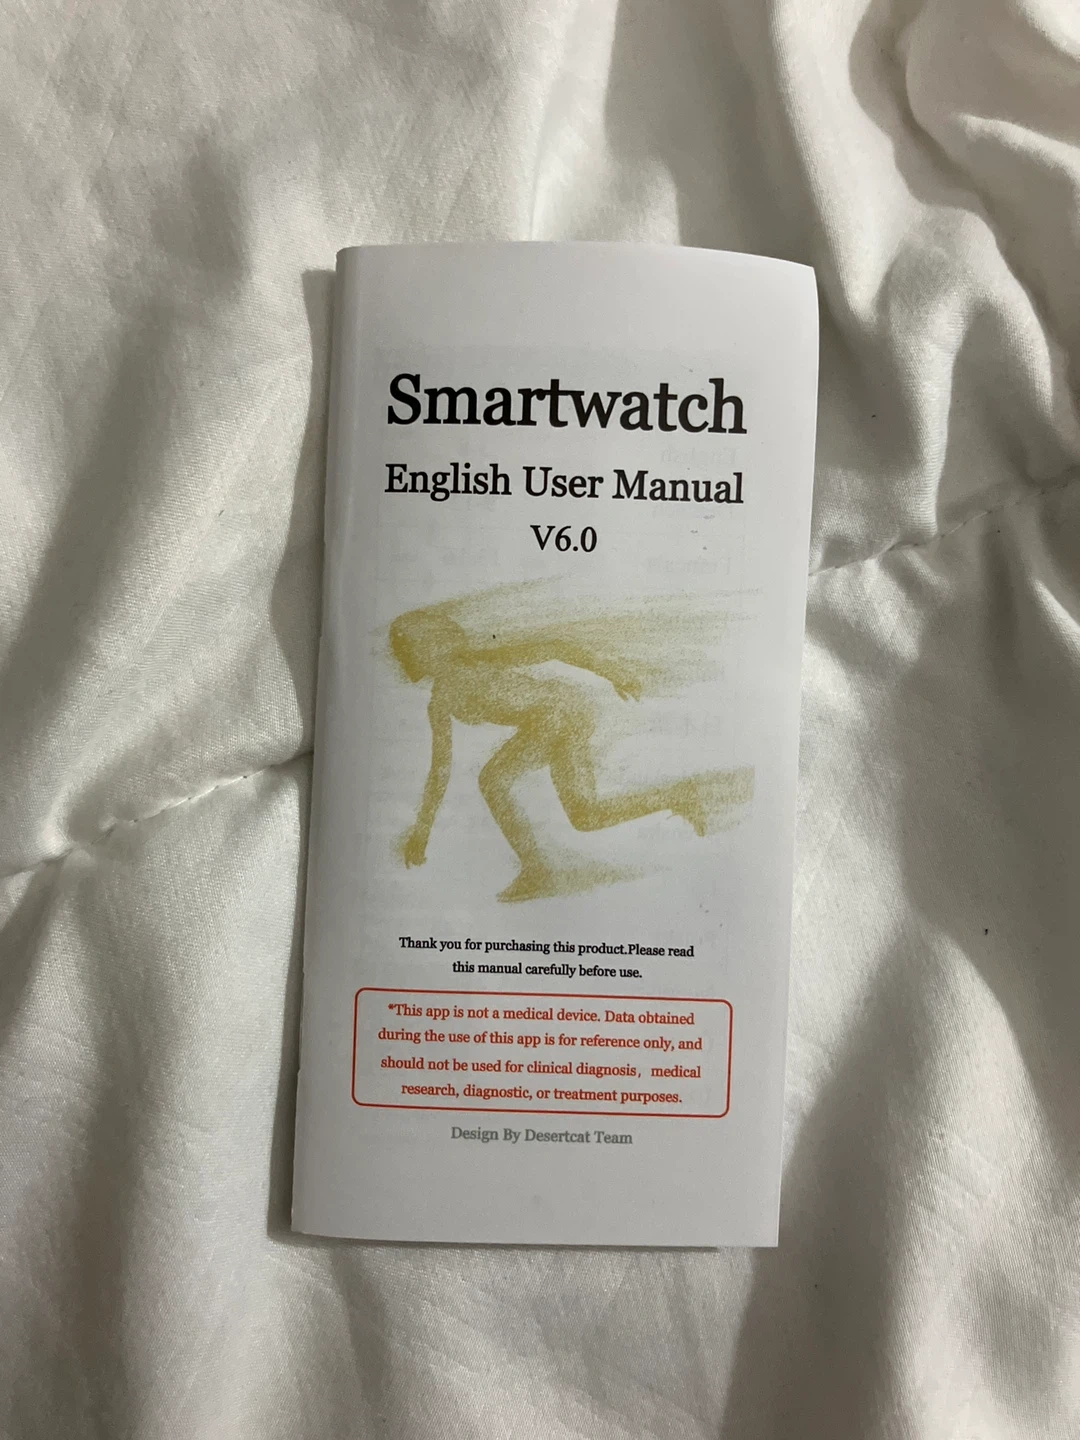 Smartwatch
English User Manual
V6.0
Thank you for purchasing this product.Please read
this manual carefully before use.
*This app is not a medical device. Data obtained
during the use of this app is for reference only, and
should not be used for clinical diagnosis，medical
research, diagnostic, or treatment purposes.
Design By Desertcat Team